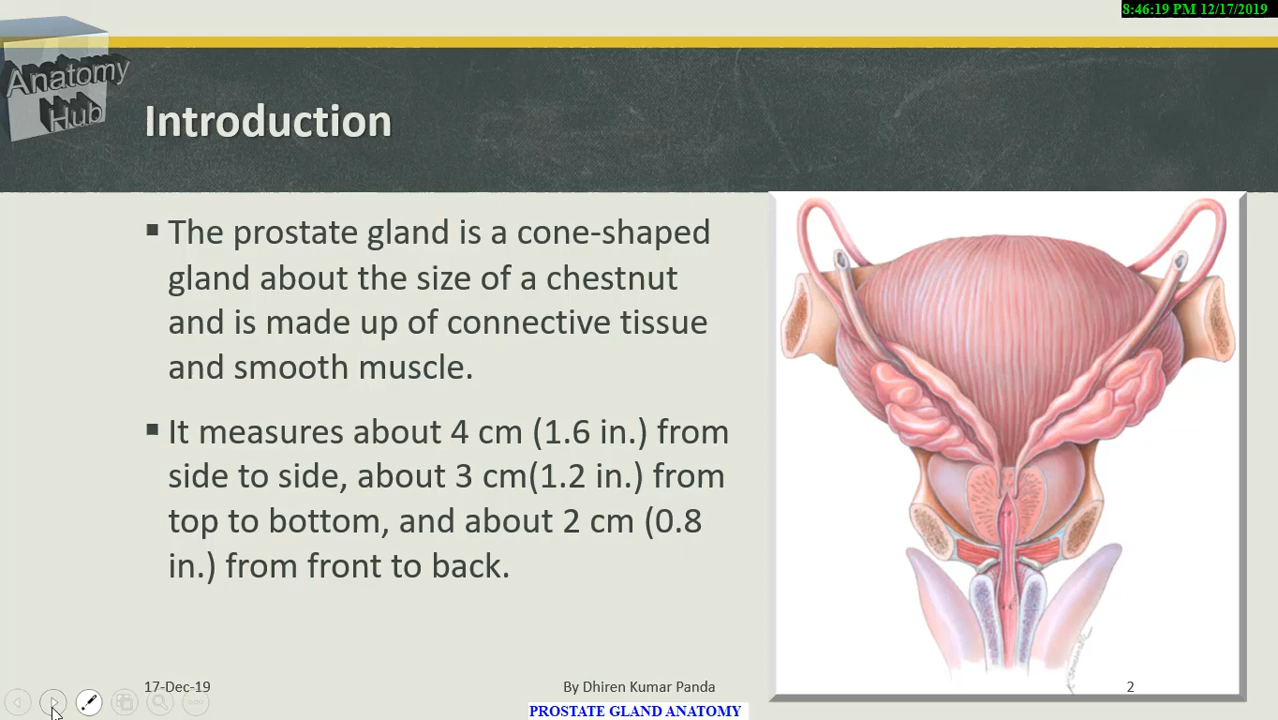 8:46:19 PM 12/17/2019
Anatomy
Hub
Introduction
▪ The prostate gland is a cone-shaped
gland about the size of a chestnut
and is made up of connective tissue
and smooth muscle.
▪ It measures about 4 cm (1.6 in.) from
side to side, about 3 cm(1.2 in.) from
top to bottom, and about 2 cm (0.8
in.) from front to back.
17-Dec-19
By Dhiren Kumar Panda
2
PROSTATE GLAND ANATOMY